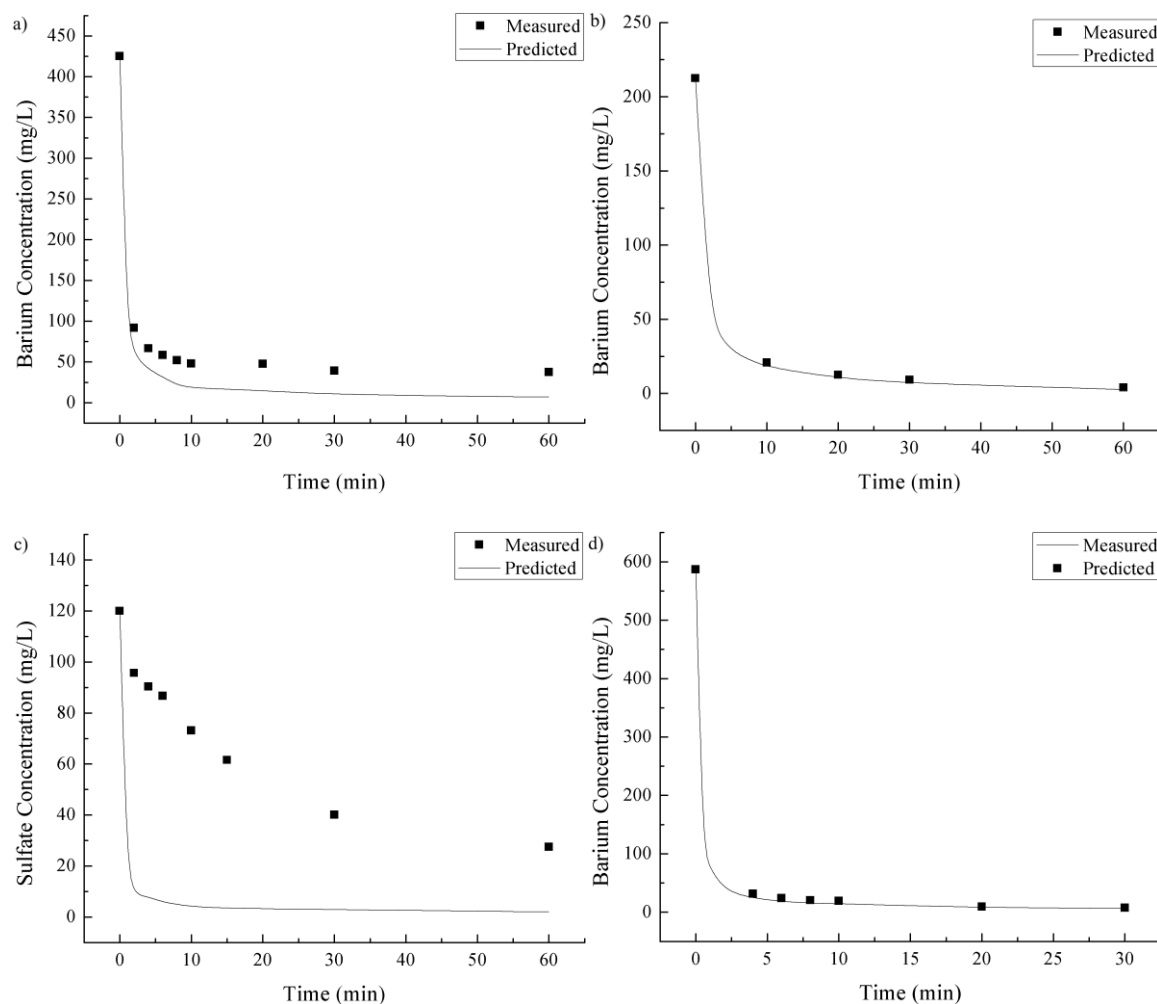 a)
Measured
Predicted
450
400
350
300
250
200
150
100
50
0
Barium Concentration (mg/L)
0 10 20 30 40 50 60
Time (min)
b)
Measured
Predicted
250
200
150
100
50
0
Barium Concentration (mg/L)
0 10 20 30 40 50 60
Time (min)
c)
Measured
Predicted
140
120
100
80
60
40
20
0
Sulfate Concentration (mg/L)
0 10 20 30 40 50 60
Time (min)
d)
Measured
Predicted
600
500
400
300
200
100
0
Barium Concentration (mg/L)
0 5 10 15 20 25 30
Time (min)